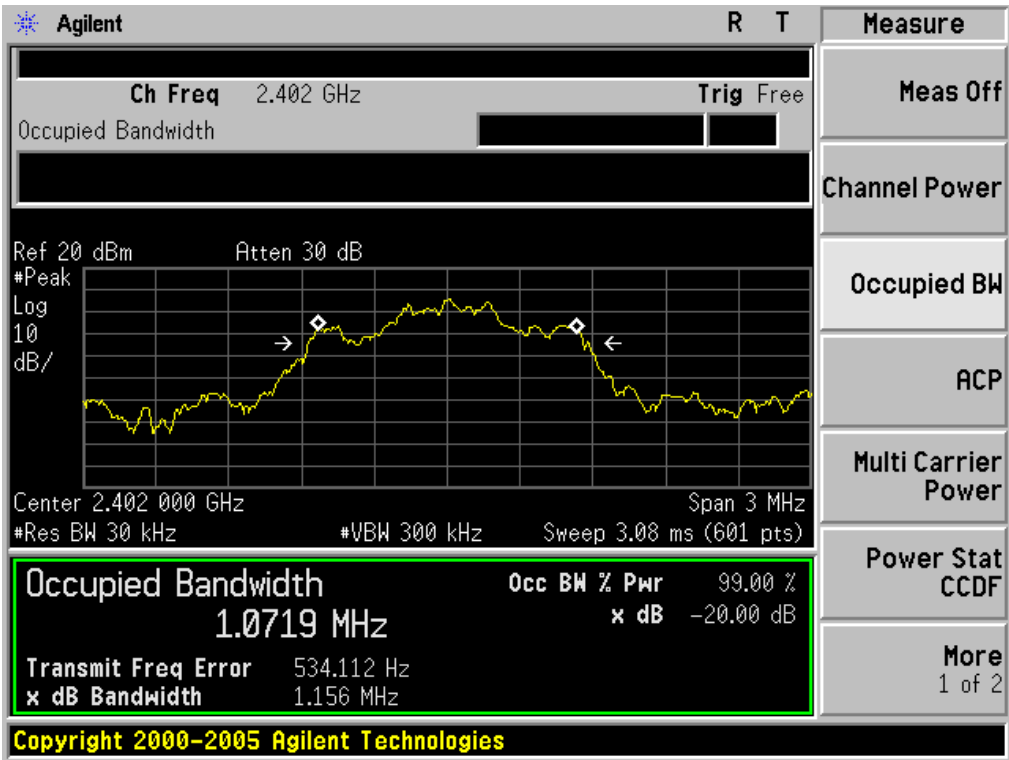 Agilent R T
Measure
Ch Freq 2.402 GHz Trig Free
Occupied Bandwidth
Meas Off
Channel Power
Occupied BW
ACP
Multi Carrier
Power
Power Stat
CCDF
More
1 of 2
Ref 20 dBm Atten 30 dB
#Peak
Log
10
dB/
Center 2.402 000 GHz Span 3 MHz
#Res BW 30 kHz #VBW 300 kHz Sweep 3.08 ms (601 pts)
Occupied Bandwidth Occ BW % Pwr 99.00 %
1.0719 MHz x dB -20.00 dB
Transmit Freq Error 534.112 Hz
x dB Bandwidth 1.156 MHz
Copyright 2000-2005 Agilent Technologies